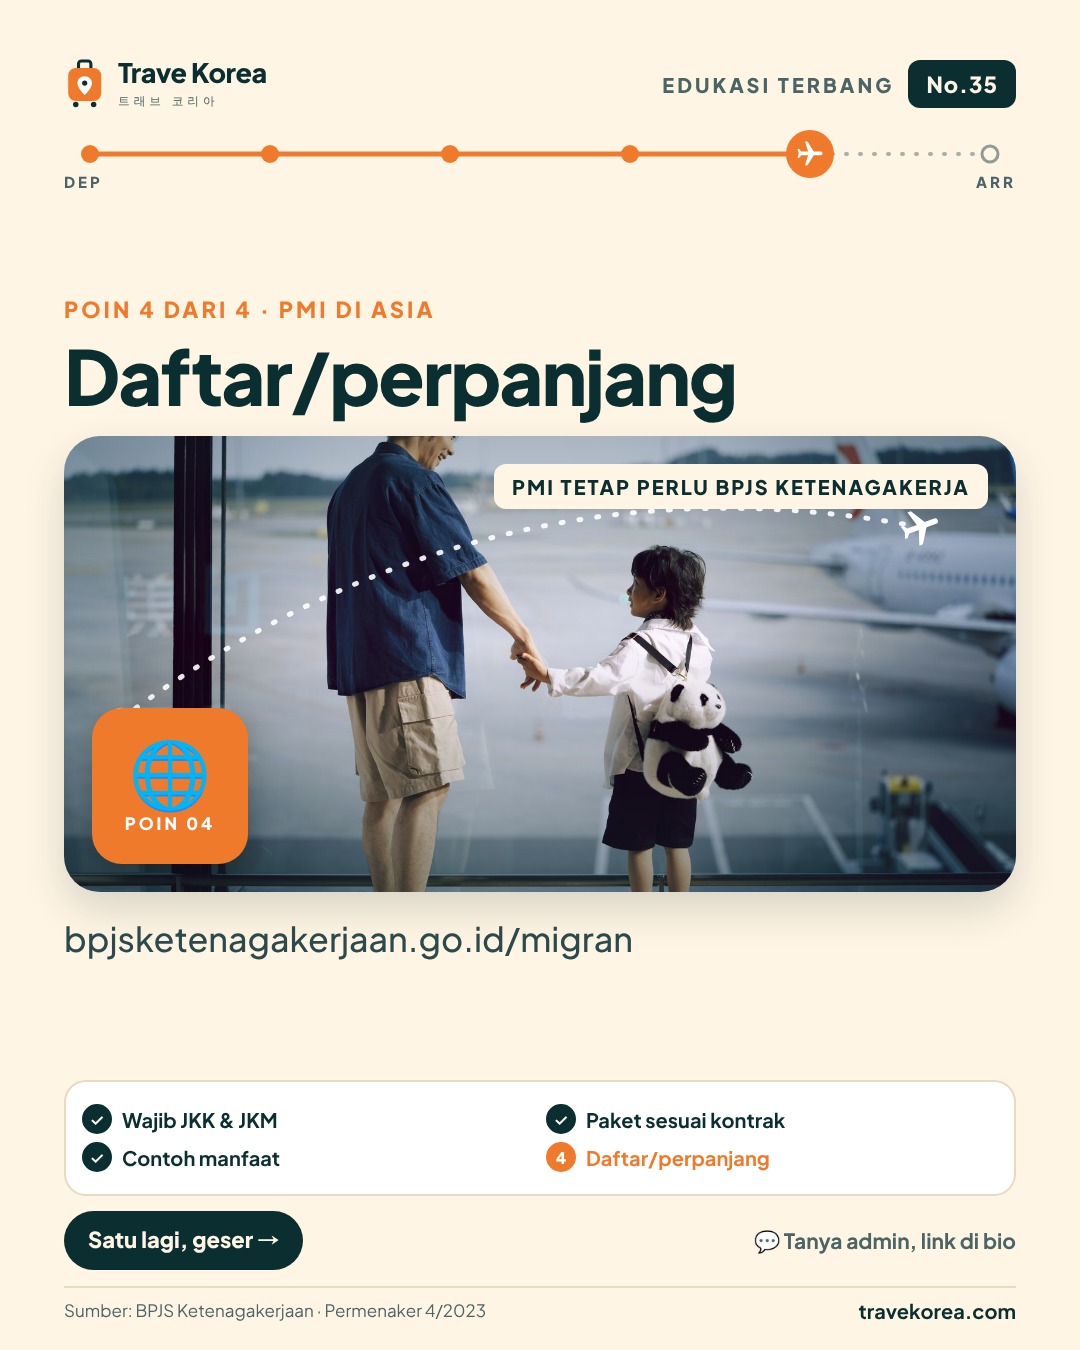 Trave Korea
트래브 코리아
EDUKASI TERBANG
No.35
DEP
ARR
POIN 4 DARI 4 · PMI DI ASIA
Daftar/perpanjang
PMI TETAP PERLU BPJS KETENAGAKERJA
POIN 04
bpjsketenagakerjaan.go.id/migran
Wajib JKK & JKM
Paket sesuai kontrak
Contoh manfaat
4 Daftar/perpanjang
Satu lagi, geser →
💬 Tanya admin, link di bio
Sumber: BPJS Ketenagakerjaan · Permenaker 4/2023
travekorea.com